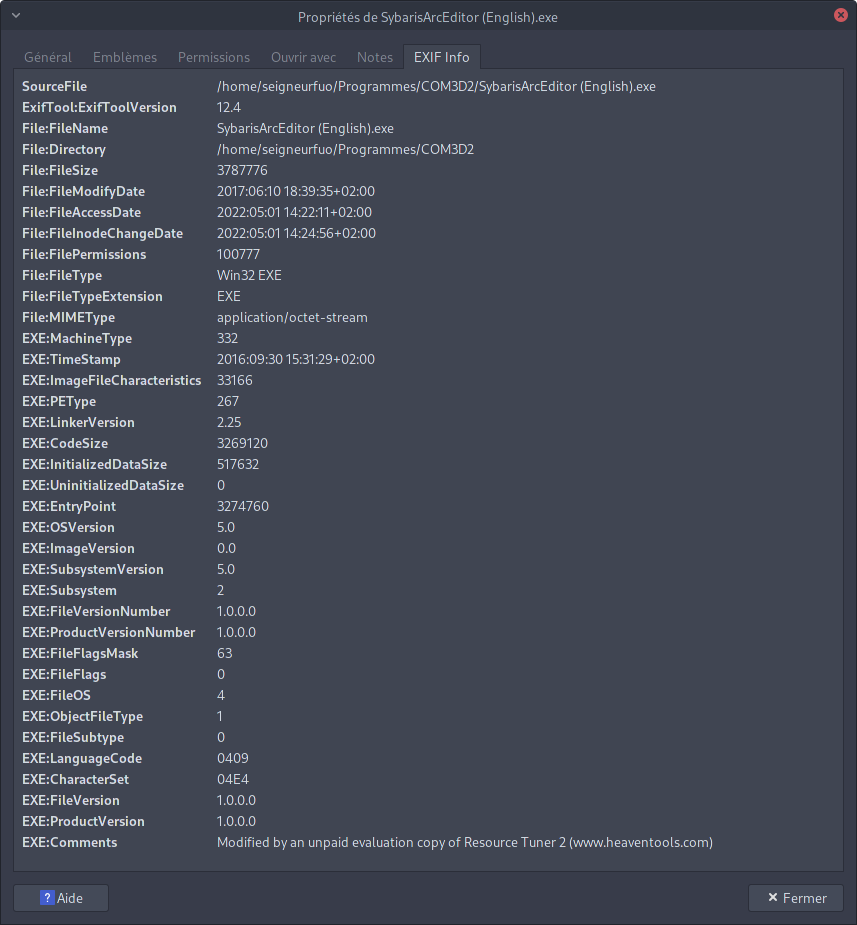 Propriétés de SybarisArcEditor (English).exe
Général Emblèmes Permissions Ouvrir avec Notes EXIF Info
SourceFile /home/seigneurfuo/Programmes/COM3D2/SybarisArcEditor (English).exe
ExifTool:ExifToolVersion 12.4
File:FileName SybarisArcEditor (English).exe
File:Directory /home/seigneurfuo/Programmes/COM3D2
File:FileSize 3787776
File:FileModifyDate 2017:06:10 18:39:35+02:00
File:FileAccessDate 2022:05:01 14:22:11+02:00
File:FileInodeChangeDate 2022:05:01 14:24:56+02:00
File:FilePermissions 100777
File:FileType Win32 EXE
File:FileTypeExtension EXE
File:MIMEType application/octet-stream
EXE:MachineType 332
EXE:TimeStamp 2016:09:30 15:31:29+02:00
EXE:ImageFileCharacteristics 33166
EXE:PEType 267
EXE:LinkerVersion 2.25
EXE:CodeSize 3269120
EXE:InitializedDataSize 517632
EXE:UninitializedDataSize 0
EXE:EntryPoint 3274760
EXE:OSVersion 5.0
EXE:ImageVersion 0.0
EXE:SubsystemVersion 5.0
EXE:Subsystem 2
EXE:FileVersionNumber 1.0.0.0
EXE:ProductVersionNumber 1.0.0.0
EXE:FileFlagsMask 63
EXE:FileFlags 0
EXE:FileOS 4
EXE:ObjectFileType 1
EXE:FileSubtype 0
EXE:LanguageCode 0409
EXE:CharacterSet 04E4
EXE:FileVersion 1.0.0.0
EXE:ProductVersion 1.0.0.0
EXE:Comments Modified by an unpaid evaluation copy of Resource Tuner 2 (www.heaventools.com)
? Aide × Fermer